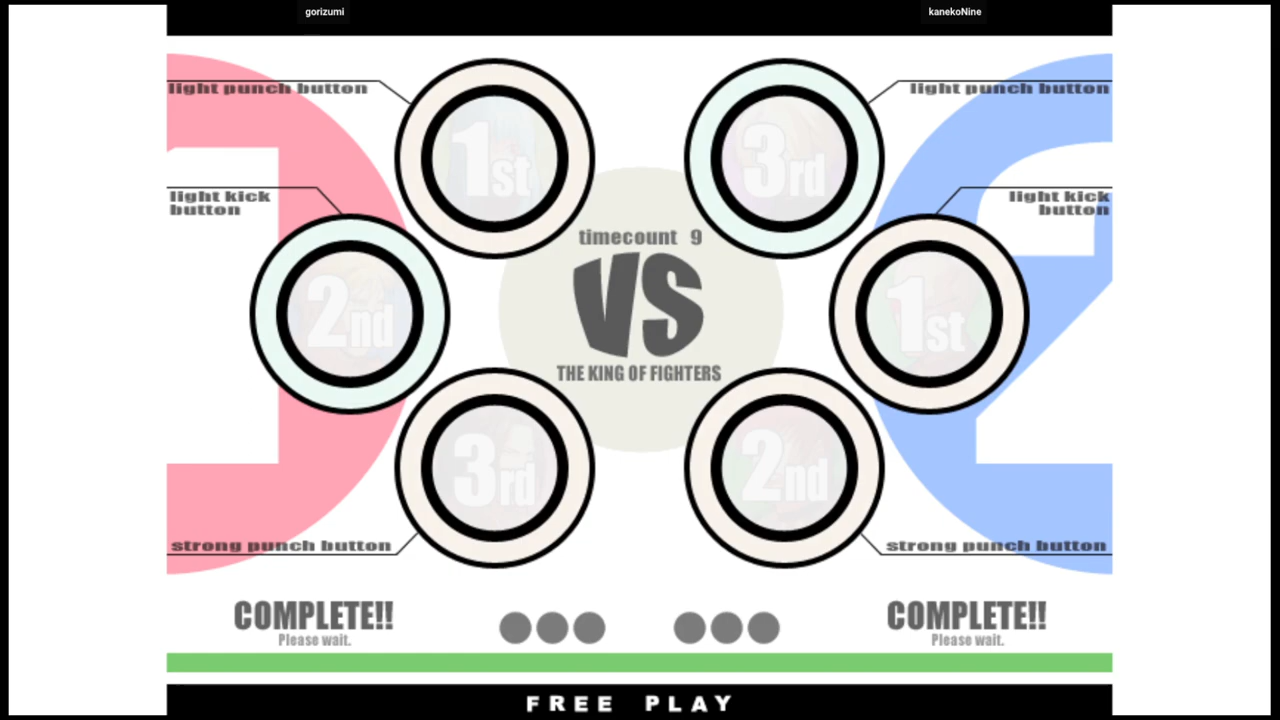 gorizumi
kanekoNine
light punch button
light punch button
1st
3rd
light kick
button
light kick
button
timecount 9
VS
THE KING OF FIGHTERS
2nd
1st
3rd
2nd
strong punch button
strong punch button
COMPLETE!!
Please wait.
COMPLETE!!
Please wait.
FREE PLAY